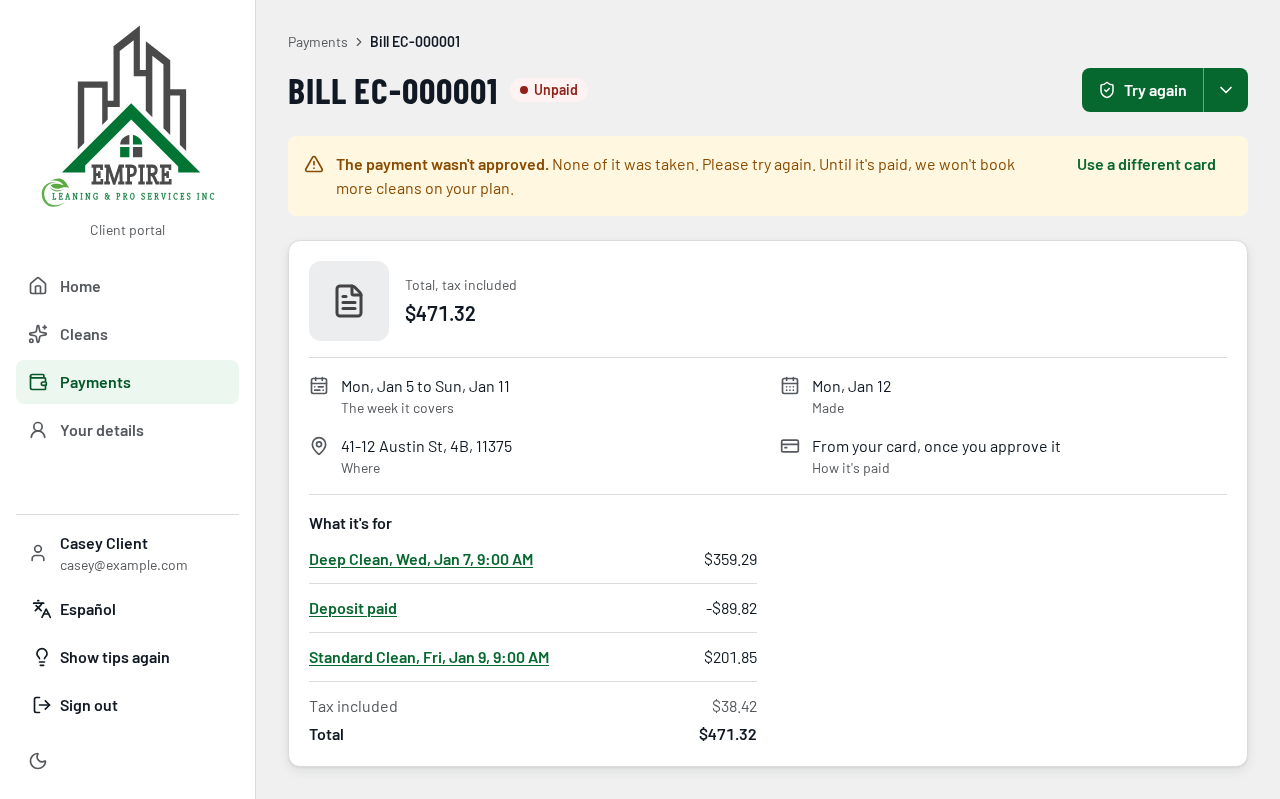 EMPIRE
LEANING & PRO SERVICES INC
Client portal
Home
Cleans
Payments
Your details
Casey Client
casey@example.com
Español
Show tips again
Sign out
Payments > Bill EC-000001
BILL EC-000001
Unpaid
Try again
The payment wasn't approved. None of it was taken. Please try again. Until it's paid, we won't book
more cleans on your plan.
Use a different card
Total, tax included
$471.32
Mon, Jan 5 to Sun, Jan 11
The week it covers
Mon, Jan 12
Made
41-12 Austin St, 4B, 11375
Where
From your card, once you approve it
How it's paid
What it's for
Deep Clean, Wed, Jan 7, 9:00 AM $359.29
Deposit paid -$89.82
Standard Clean, Fri, Jan 9, 9:00 AM $201.85
Tax included $38.42
Total $471.32